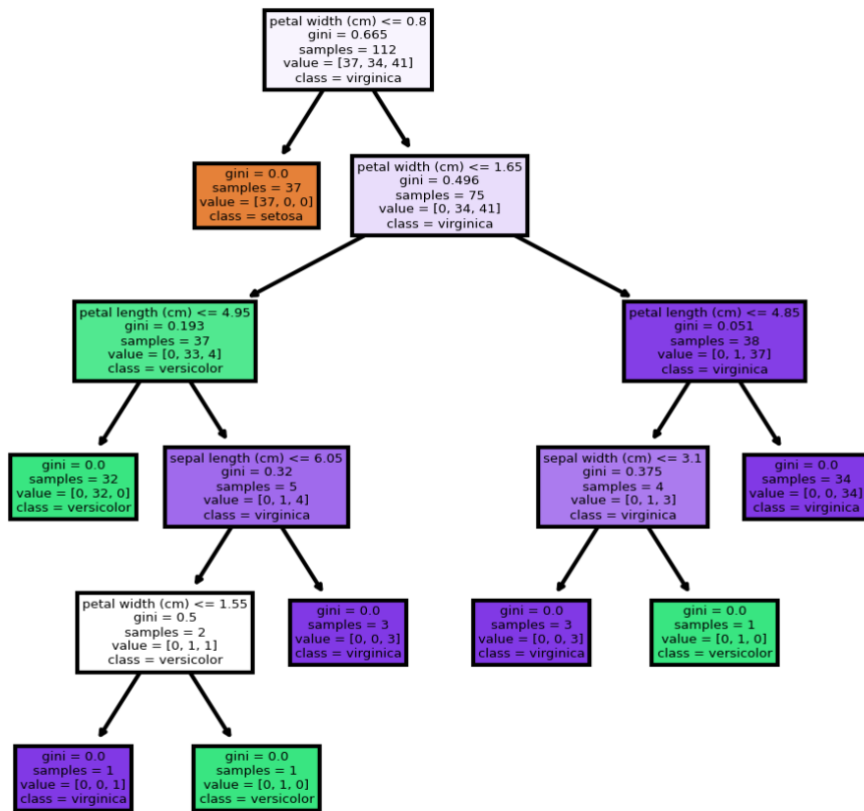 petal width (cm) <= 0.8
gini = 0.665
samples = 112
value = [37, 34, 41]
class = virginica
gini = 0.0
samples = 37
value = [37, 0, 0]
class = setosa
petal width (cm) <= 1.65
gini = 0.496
samples = 75
value = [0, 34, 41]
class = virginica
petal length (cm) <= 4.95
gini = 0.193
samples = 37
value = [0, 33, 4]
class = versicolor
petal length (cm) <= 4.85
gini = 0.051
samples = 38
value = [0, 1, 37]
class = virginica
gini = 0.0
samples = 32
value = [0, 32, 0]
class = versicolor
sepal length (cm) <= 6.05
gini = 0.32
samples = 5
value = [0, 1, 4]
class = virginica
sepal width (cm) <= 3.1
gini = 0.375
samples = 4
value = [0, 1, 3]
class = virginica
gini = 0.0
samples = 34
value = [0, 0, 34]
class = virginica
petal width (cm) <= 1.55
gini = 0.5
samples = 2
value = [0, 1, 1]
class = versicolor
gini = 0.0
samples = 3
value = [0, 0, 3]
class = virginica
gini = 0.0
samples = 3
value = [0, 0, 3]
class = virginica
gini = 0.0
samples = 1
value = [0, 1, 0]
class = versicolor
gini = 0.0
samples = 1
value = [0, 0, 1]
class = virginica
gini = 0.0
samples = 1
value = [0, 1, 0]
class = versicolor